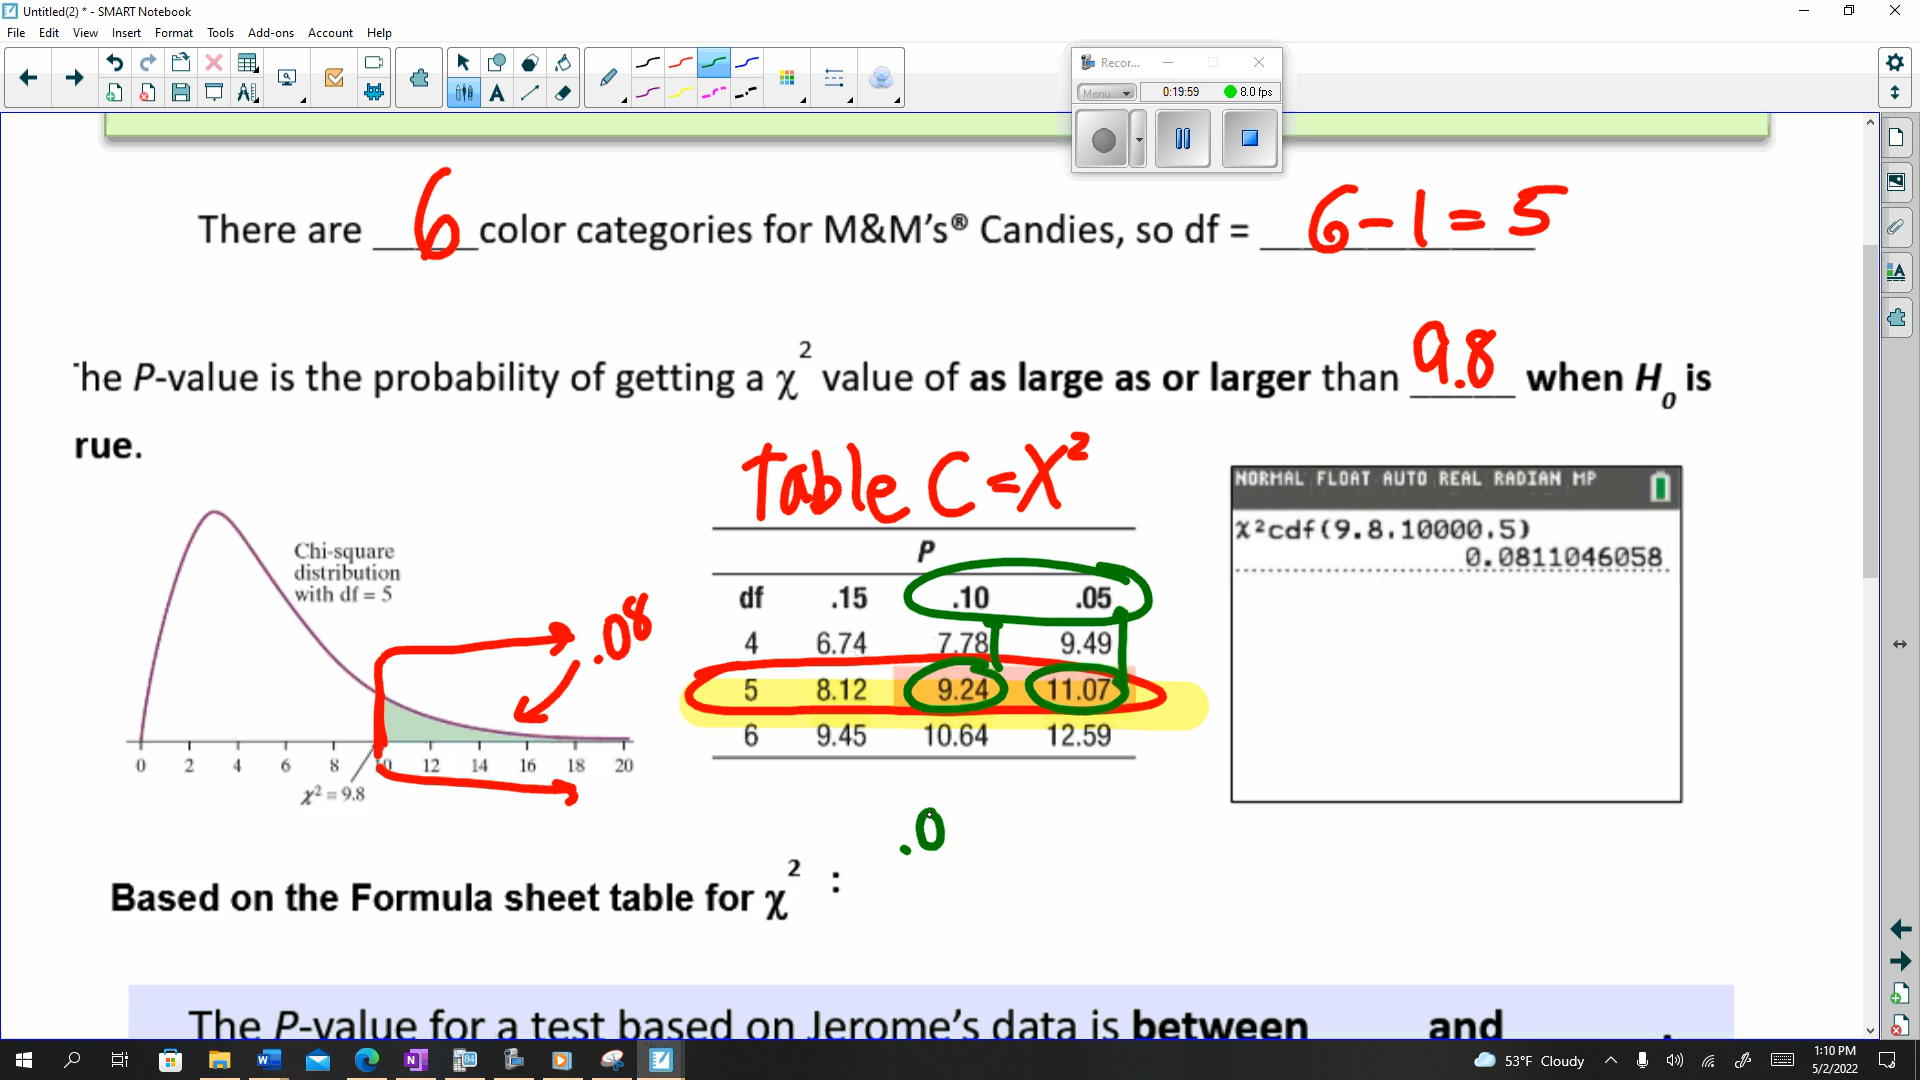 Untitled(2) * - SMART Notebook
File Edit View Insert Format Tools Add-ons Account Help
Recor...
Menu 0:19:59 8.0 fps
There are 6 color categories for M&M's® Candies, so df = 6-1=5
he P-value is the probability of getting a χ2 value of as large as or larger than 9.8 when Ho is
rue.
Table C = X2
Chi-square
distribution
with df = 5
.08
0 2 4 6 8 10 12 14 16 18 20
χ2 = 9.8
P
df .15 .10 .05
4 6.74 7.78 9.49
5 8.12 9.24 11.07
6 9.45 10.64 12.59
NORMAL FLOAT AUTO REAL RADIAN MP
χ²cdf(9.8,10000,5)
0.0811046058
.0
Based on the Formula sheet table for χ2 :
The P-value for a test based on Jerome's data is between ____ and ____.
53°F Cloudy
1:10 PM
5/2/2022